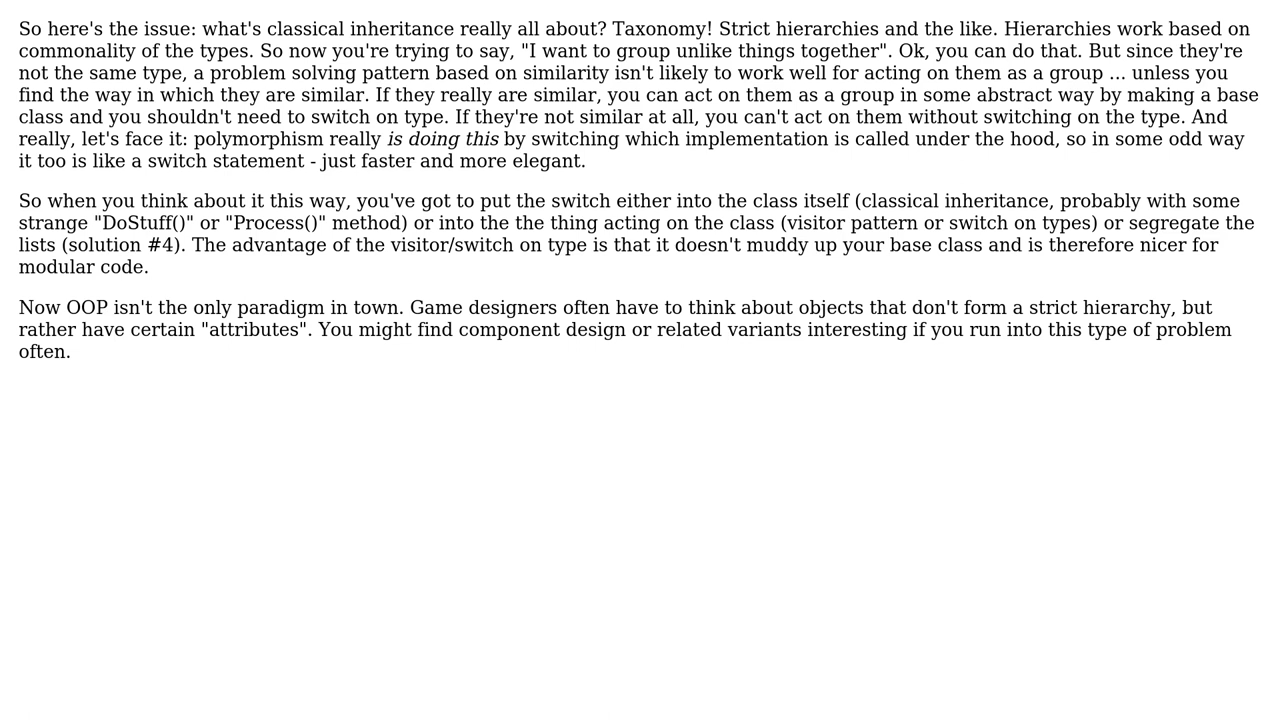 So here's the issue: what's classical inheritance really all about? Taxonomy! Strict hierarchies and the like. Hierarchies work based on
commonality of the types. So now you're trying to say, "I want to group unlike things together". Ok, you can do that. But since they're
not the same type, a problem solving pattern based on similarity isn't likely to work well for acting on them as a group ... unless you
find the way in which they are similar. If they really are similar, you can act on them as a group in some abstract way by making a base
class and you shouldn't need to switch on type. If they're not similar at all, you can't act on them without switching on the type. And
really, let's face it: polymorphism really is doing this by switching which implementation is called under the hood, so in some odd way
it too is like a switch statement - just faster and more elegant.
So when you think about it this way, you've got to put the switch either into the class itself (classical inheritance, probably with some
strange "DoStuff()" or "Process()" method) or into the the thing acting on the class (visitor pattern or switch on types) or segregate the
lists (solution #4). The advantage of the visitor/switch on type is that it doesn't muddy up your base class and is therefore nicer for
modular code.
Now OOP isn't the only paradigm in town. Game designers often have to think about objects that don't form a strict hierarchy, but
rather have certain "attributes". You might find component design or related variants interesting if you run into this type of problem
often.